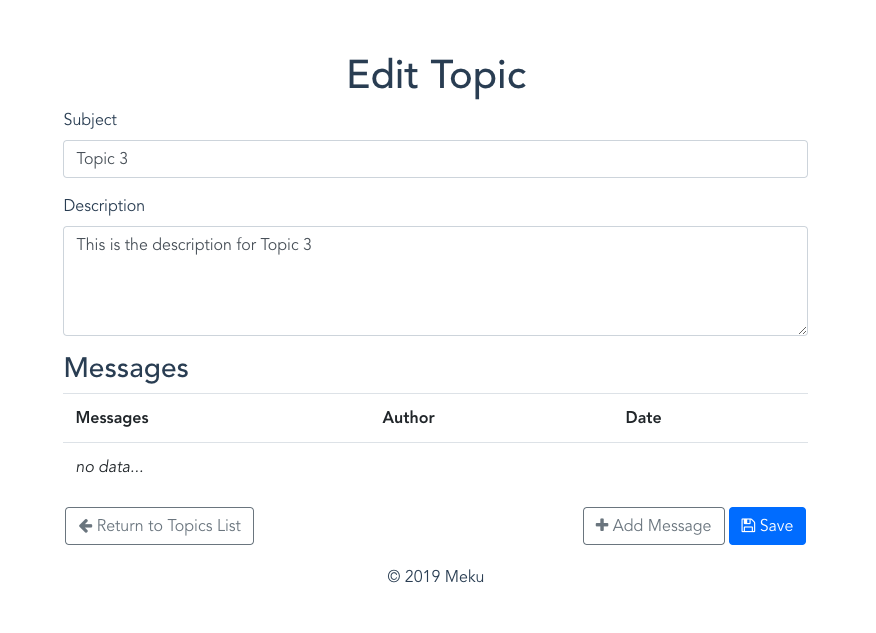 Edit Topic
Subject
Topic 3
Description
This is the description for Topic 3
Messages
Messages Author Date
no data...
Return to Topics List Add Message Save
© 2019 Meku